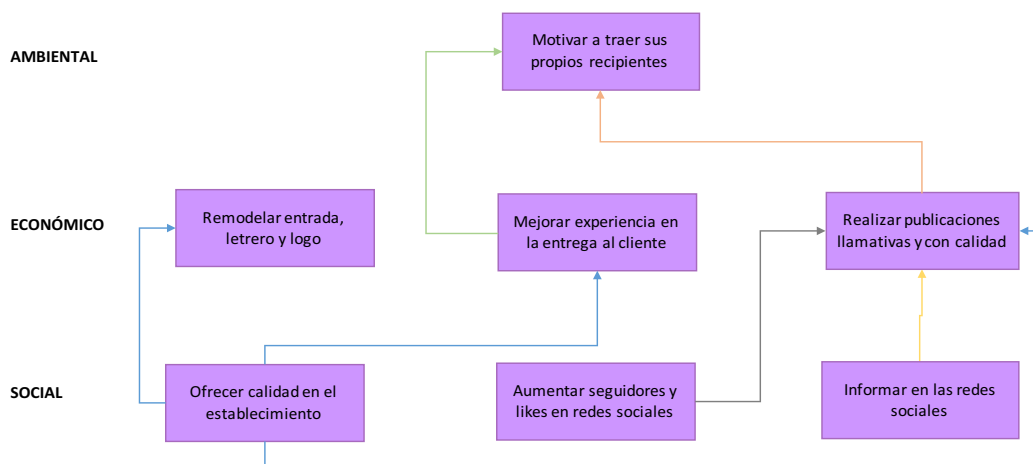 AMBIENTAL
Motivar a traer sus
propios recipientes
ECONÓMICO
Remodelar entrada,
letrero y logo
Mejorar experiencia en
la entrega al cliente
Realizar publicaciones
llamativas y con calidad
SOCIAL
Ofrecer calidad en el
establecimiento
Aumentar seguidores y
likes en redes sociales
Informar en las redes
sociales